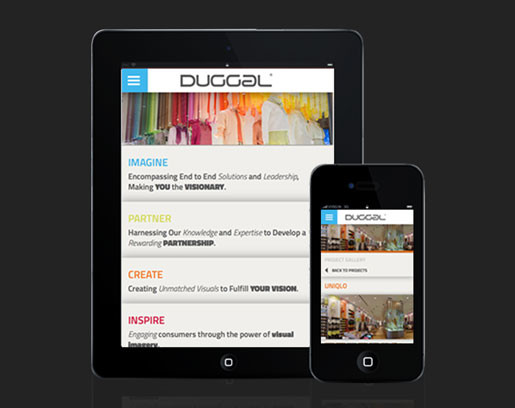 DUGGAL
IMAGINE
Encompassing End to End Solutions and Leadership,
Making YOU the VISIONARY.
PARTNER
Harnessing Our Knowledge and Expertise to Develop a
Rewarding PARTNERSHIP.
CREATE
Creating Unmatched Visuals to Fulfill YOUR VISION.
INSPIRE
Engaging consumers through the power of visual
imagery.
DUGGAL
PROJECT GALLERY
BACK TO PROJECTS
UNIQLO